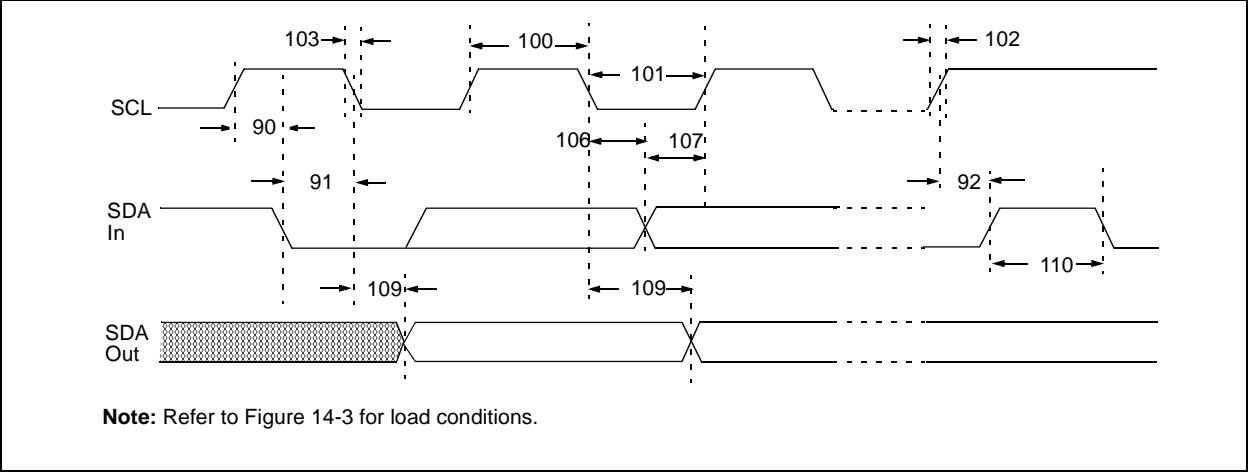 103
100
102
101
SCL
90
106
107
91
92
SDA
In
110
109
109
SDA
Out
Note: Refer to Figure 14-3 for load conditions.